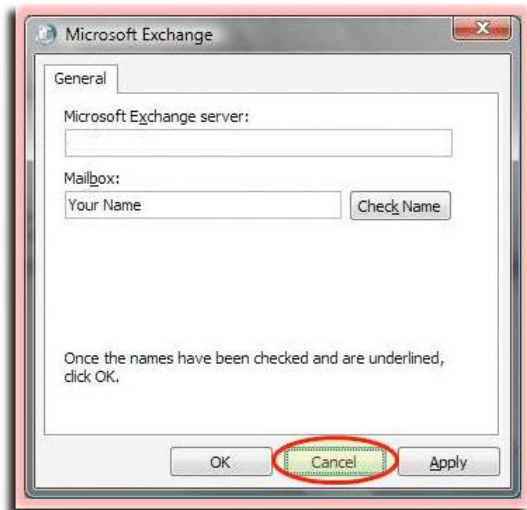 Microsoft Exchange
General
Microsoft Exchange server:
Mailbox:
Your Name Check Name
Once the names have been checked and are underlined,
click OK.
OK Cancel Apply